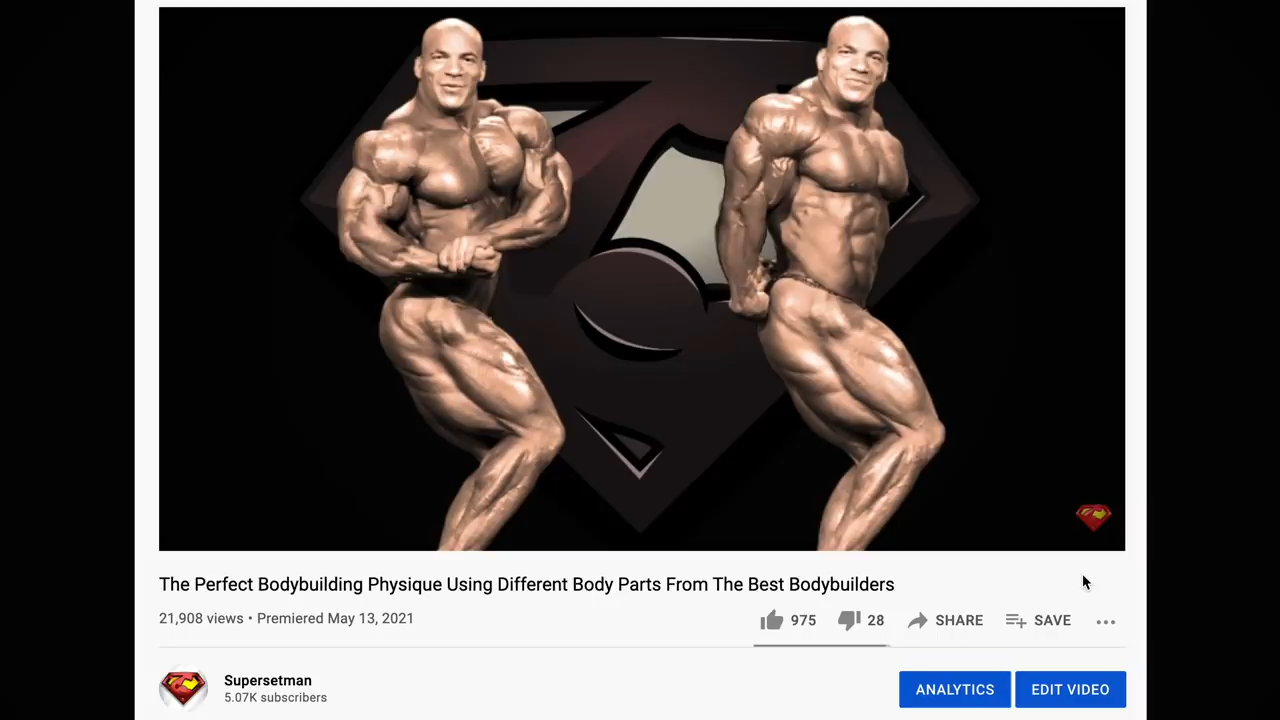 The Perfect Bodybuilding Physique Using Different Body Parts From The Best Bodybuilders
21,908 views • Premiered May 13, 2021
975
28
SHARE
SAVE
Supersetman
5.07K subscribers
ANALYTICS
EDIT VIDEO